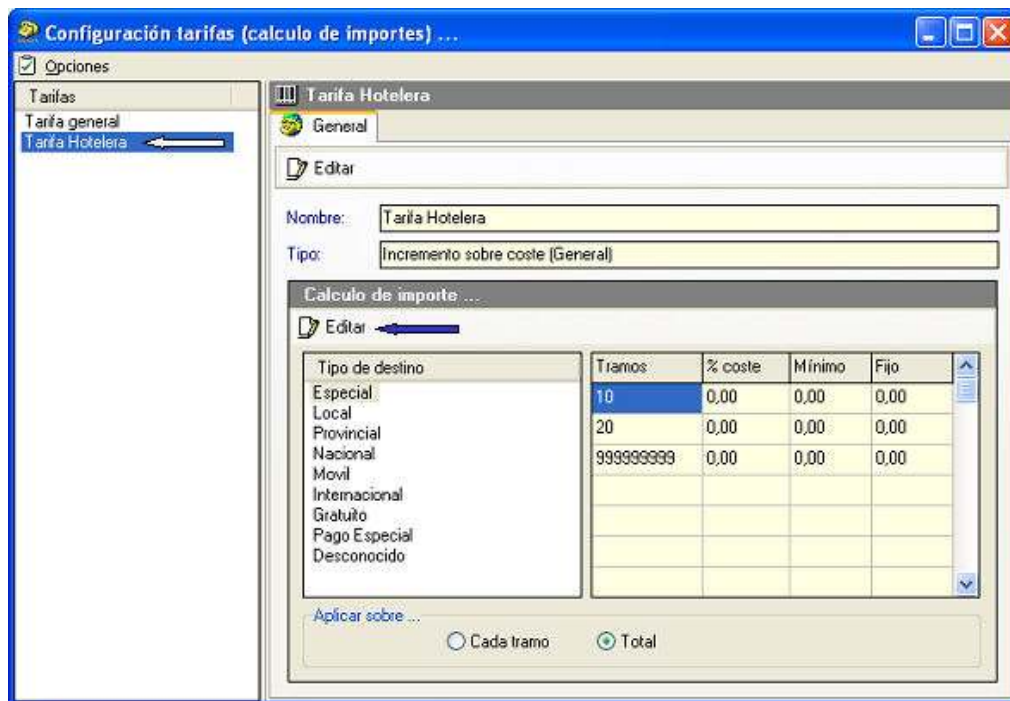 Configuración tarifas (calculo de importes) ...
Opciones
Tarifas
Tarifa general
Tarifa Hotelera
Tarifa Hotelera
General
Editar
Nombre: Tarifa Hotelera
Tipo: Incremento sobre coste (General)
Calculo de importe ...
Editar
Tipo de destino
Especial
Local
Provincial
Nacional
Movil
Internacional
Gratuito
Pago Especial
Desconocido
Tramos % coste Mínimo Fijo
10 0,00 0,00 0,00
20 0,00 0,00 0,00
999999999 0,00 0,00 0,00
Aplicar sobre ...
Cada tramo Total